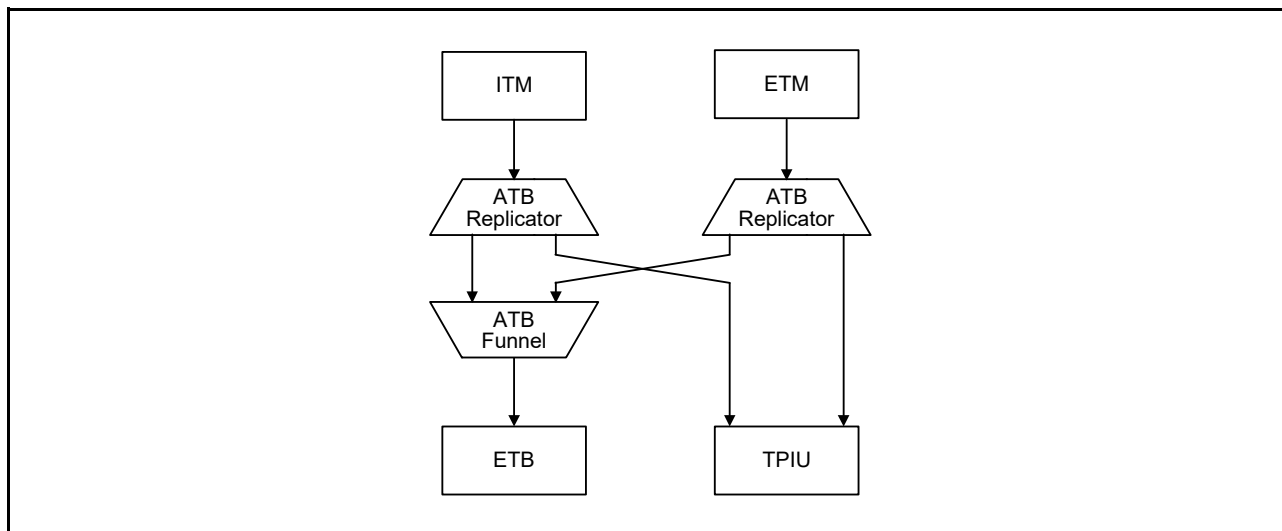 ITM
ETM
ATB
Replicator
ATB
Replicator
ATB
Funnel
ETB
TPIU